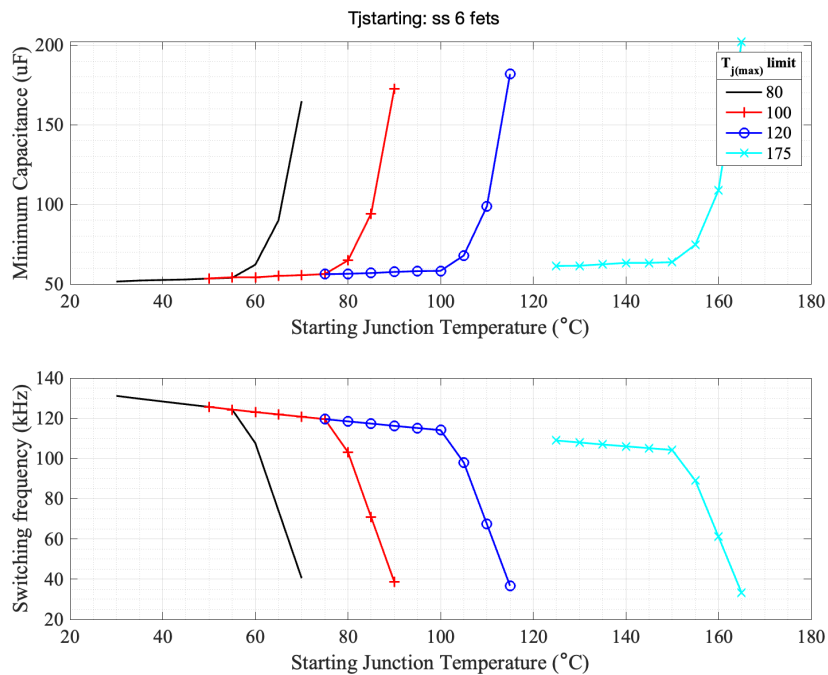 Tjstarting: ss 6 fets
Minimum Capacitance (uF)
200
150
100
50
T_j(max) limit
80
100
120
175
20 40 60 80 100 120 140 160 180
Starting Junction Temperature (°C)
Switching frequency (kHz)
140
120
100
80
60
40
20
20 40 60 80 100 120 140 160 180
Starting Junction Temperature (°C)